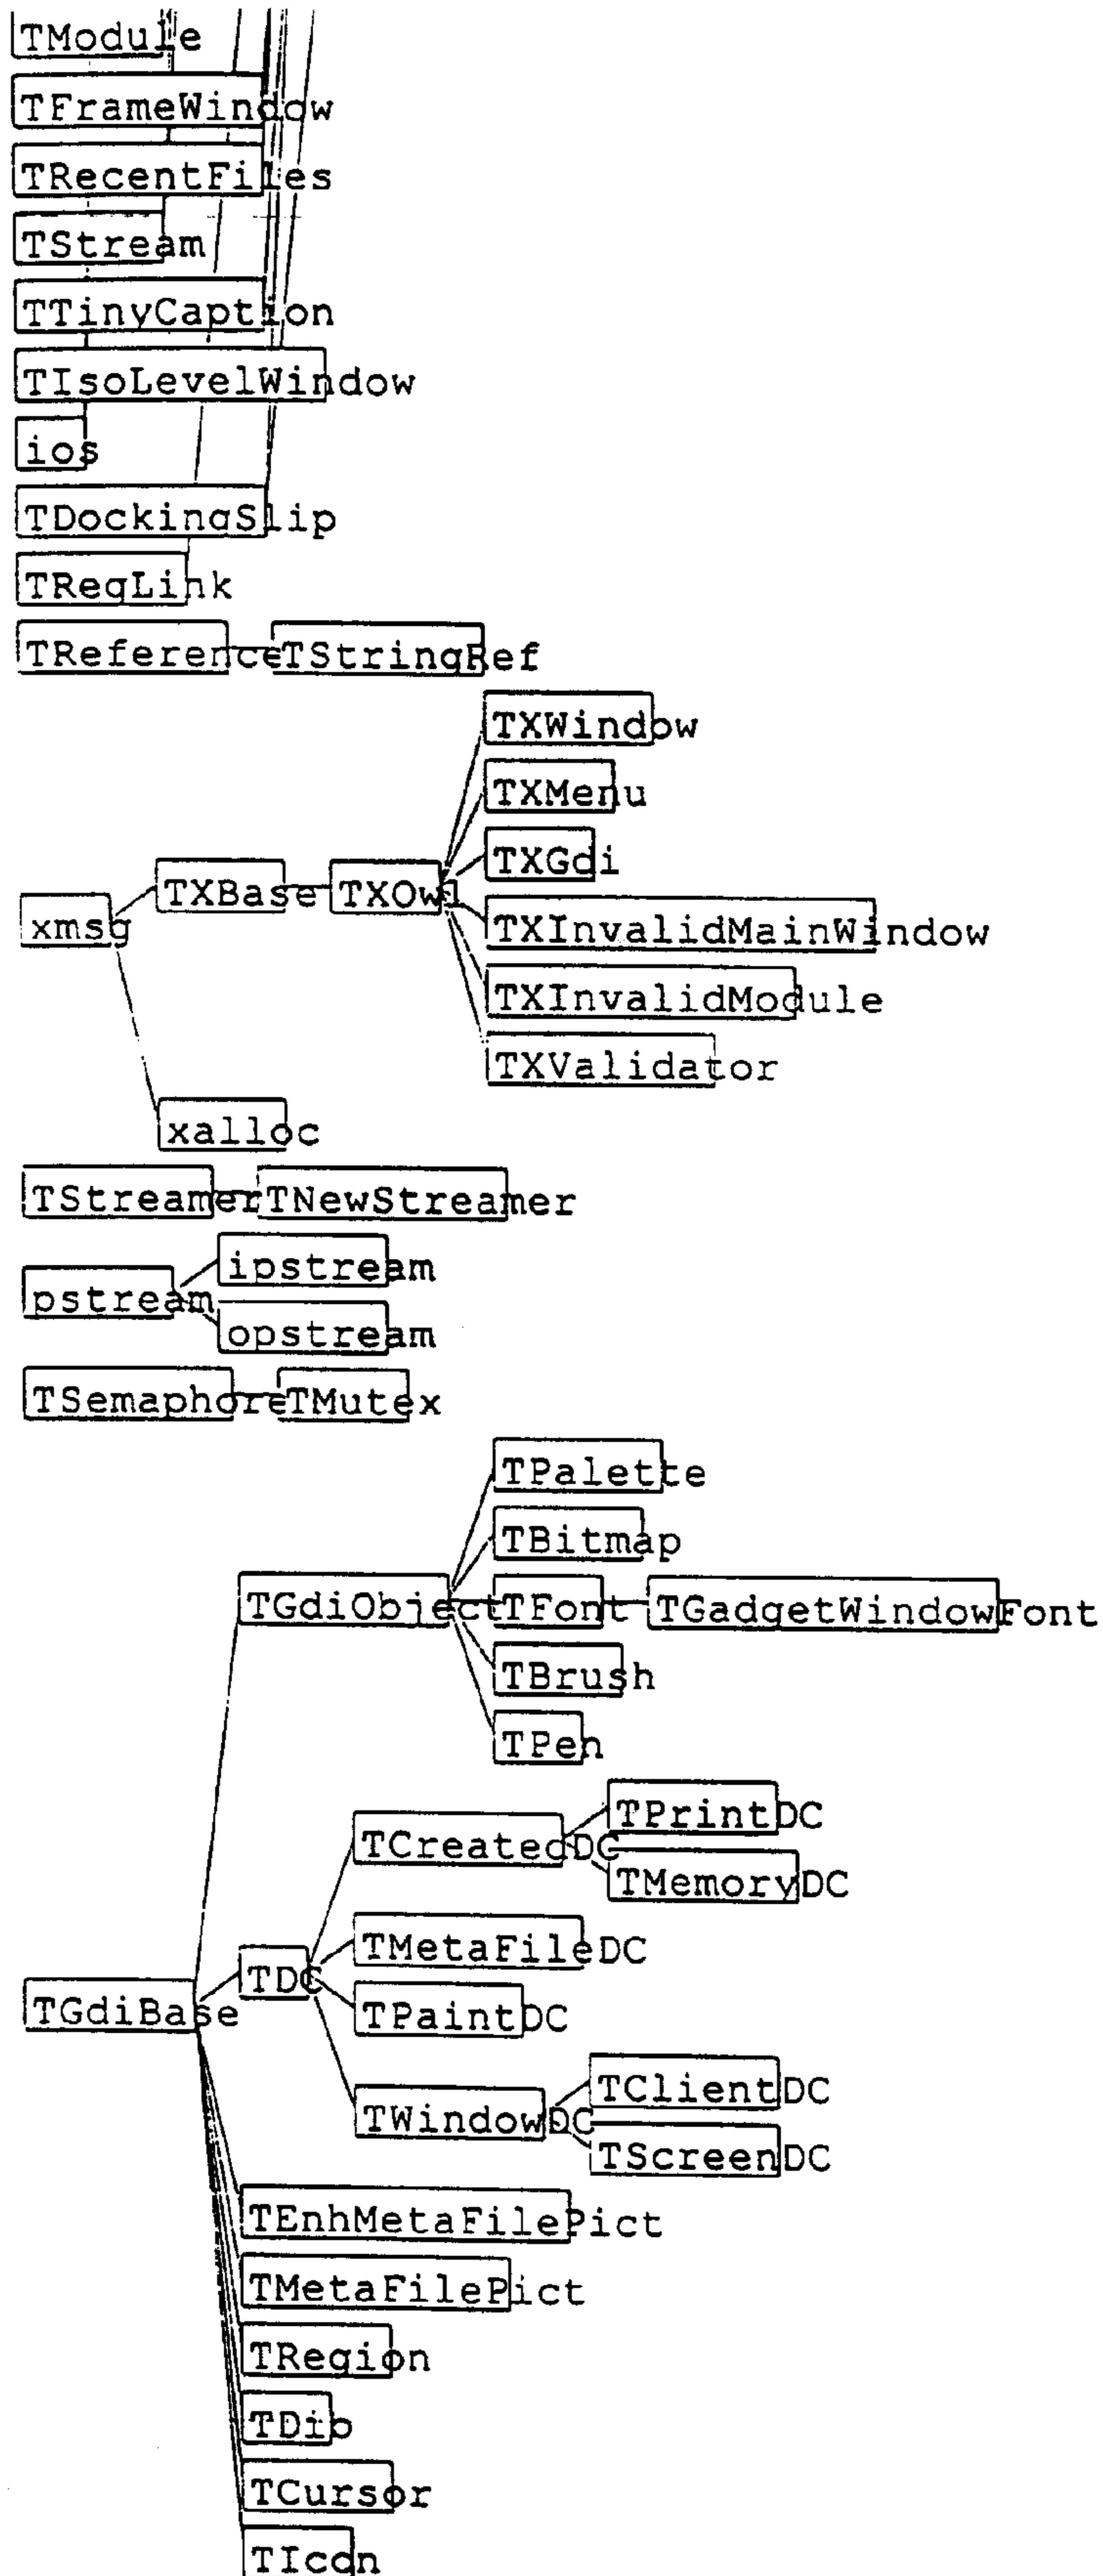 TModule
TFrameWindow
TRecentFiles
TStream
TTinyCaption
TIsoLevelWindow
ios
TDockingSlip
TRegLink
TReference TStringRef
TXWindow
TXMenu
TXGdi
TXBase TXOwl
xmsg
TXInvalidMainWindow
TXInvalidModule
TXValidator
xalloc
TStreamer TNewStreamer
ipstream
pstream
opstream
TSemaphore TMutex
TPalette
TBitmap
TGdiObject TFont TGadgetWindowFont
TBrush
TPen
TPrintDC
TCreatedDC
TMemoryDC
TMetaFileDC
TDC
TGdiBase
TPaintDC
TClientDC
TWindowDC
TScreenDC
TEnhMetaFilePict
TMetaFilePict
TRegion
TDib
TCursor
TIcon